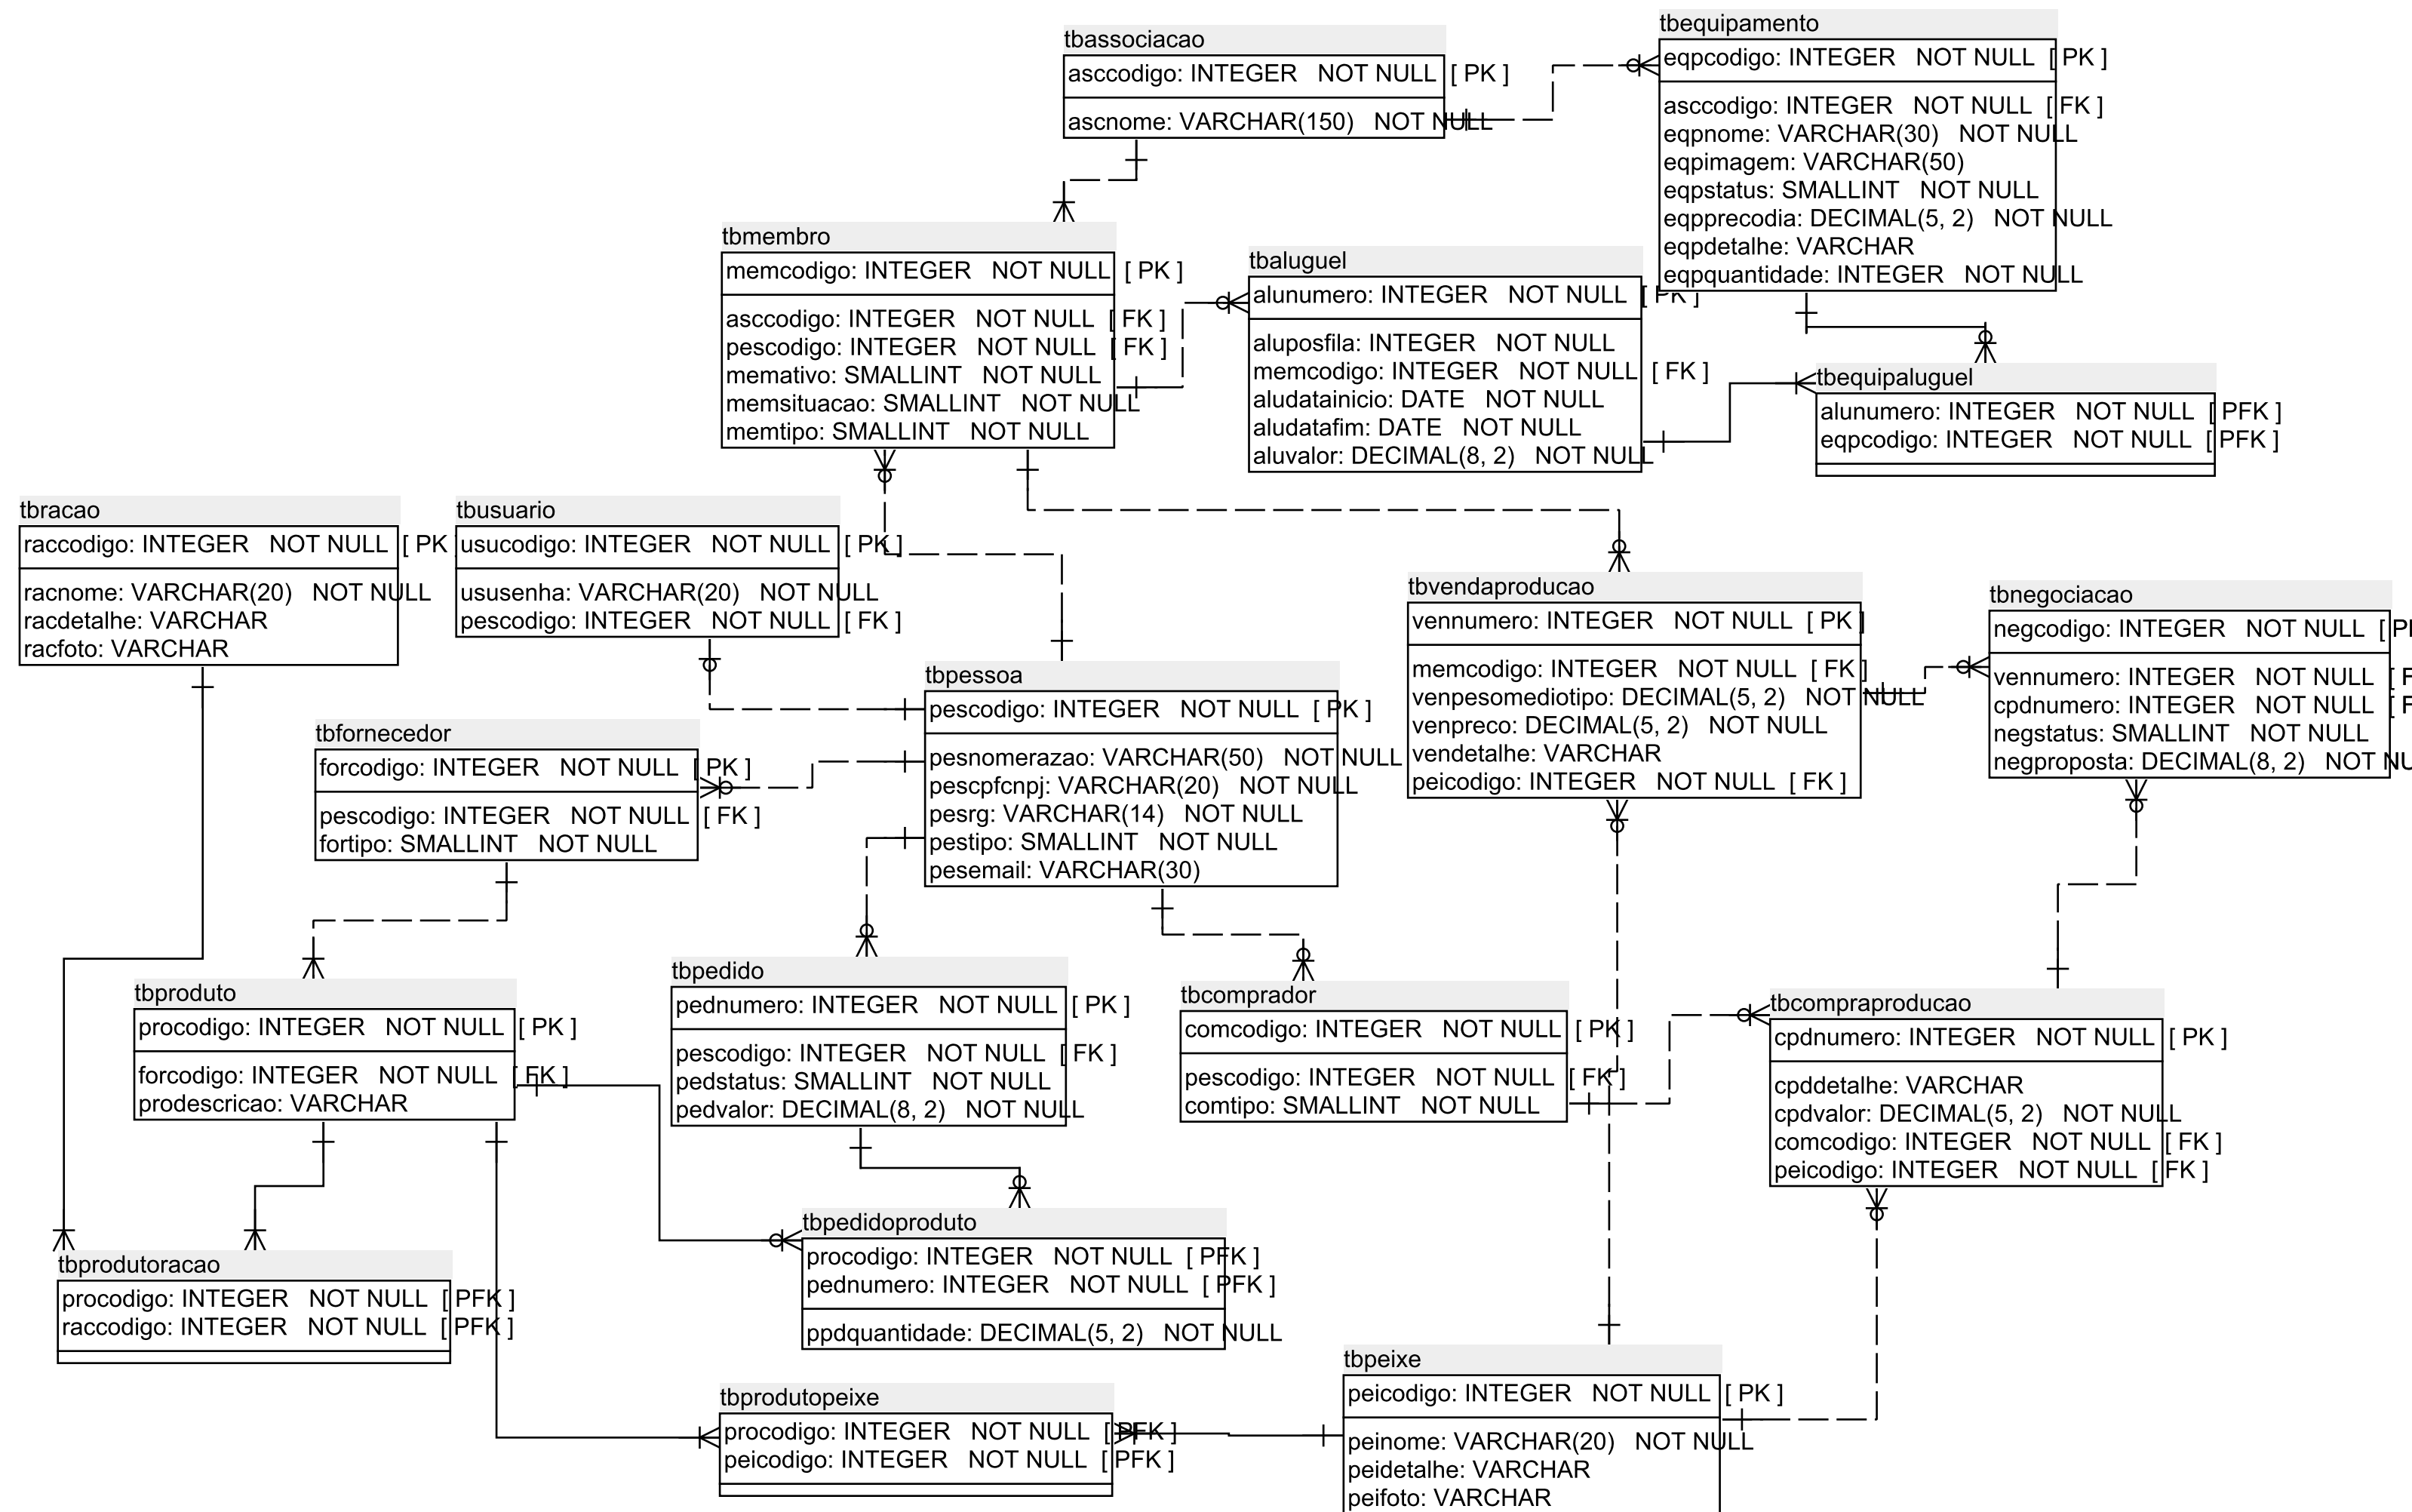 tbassociacao
asccodigo: INTEGER NOT NULL [ PK ]
ascnome: VARCHAR(150) NOT NULL
tbequipamento
eqpcodigo: INTEGER NOT NULL [ PK ]
asccodigo: INTEGER NOT NULL [ FK ]
eqpnome: VARCHAR(30) NOT NULL
eqpimagem: VARCHAR(50)
eqpstatus: SMALLINT NOT NULL
eqpprecodia: DECIMAL(5, 2) NOT NULL
eqpdetalhe: VARCHAR
eqpquantidade: INTEGER NOT NULL
tbmembro
memcodigo: INTEGER NOT NULL [ PK ]
asccodigo: INTEGER NOT NULL [ FK ]
pescodigo: INTEGER NOT NULL [ FK ]
memativo: SMALLINT NOT NULL
memsituacao: SMALLINT NOT NULL
memtipo: SMALLINT NOT NULL
tbaluguel
alunumero: INTEGER NOT NULL [ PK ]
aluposfila: INTEGER NOT NULL
memcodigo: INTEGER NOT NULL [ FK ]
aludatainicio: DATE NOT NULL
aludatafim: DATE NOT NULL
aluvalor: DECIMAL(8, 2) NOT NULL
tbequipaluguel
alunumero: INTEGER NOT NULL [ PFK ]
eqpcodigo: INTEGER NOT NULL [ PFK ]
tbracao
raccodigo: INTEGER NOT NULL [ PK
racnome: VARCHAR(20) NOT NULL
racdetalhe: VARCHAR
racfoto: VARCHAR
tbusuario
usucodigo: INTEGER NOT NULL [ PK ]
ususenha: VARCHAR(20) NOT NULL
pescodigo: INTEGER NOT NULL [ FK ]
tbvendaproducao
vennumero: INTEGER NOT NULL [ PK ]
memcodigo: INTEGER NOT NULL [ FK ]
venpesomediotipo: DECIMAL(5, 2) NOT NULL
venpreco: DECIMAL(5, 2) NOT NULL
vendetalhe: VARCHAR
peicodigo: INTEGER NOT NULL [ FK ]
tbnegociacao
negcodigo: INTEGER NOT NULL [
vennumero: INTEGER NOT NULL [
cpdnumero: INTEGER NOT NULL [
negstatus: SMALLINT NOT NULL
negproposta: DECIMAL(8, 2) NOT
tbpessoa
pescodigo: INTEGER NOT NULL [ PK ]
pesnomerazao: VARCHAR(50) NOT NULL
pescpfcnpj: VARCHAR(20) NOT NULL
pesrg: VARCHAR(14) NOT NULL
pestipo: SMALLINT NOT NULL
pesemail: VARCHAR(30)
tbfornecedor
forcodigo: INTEGER NOT NULL [ PK ]
pescodigo: INTEGER NOT NULL [ FK ]
fortipo: SMALLINT NOT NULL
tbproduto
procodigo: INTEGER NOT NULL [ PK ]
forcodigo: INTEGER NOT NULL [ FK ]
prodescricao: VARCHAR
tbpedido
pednumero: INTEGER NOT NULL [ PK ]
pescodigo: INTEGER NOT NULL [ FK ]
pedstatus: SMALLINT NOT NULL
pedvalor: DECIMAL(8, 2) NOT NULL
tbcomprador
comcodigo: INTEGER NOT NULL [ PK ]
pescodigo: INTEGER NOT NULL [ FK ]
comtipo: SMALLINT NOT NULL
tbcompraproducao
cpdnumero: INTEGER NOT NULL [ PK ]
cpddetalhe: VARCHAR
cpdvalor: DECIMAL(5, 2) NOT NULL
comcodigo: INTEGER NOT NULL [ FK ]
peicodigo: INTEGER NOT NULL [ FK ]
tbpedidoproduto
procodigo: INTEGER NOT NULL [ PFK ]
pednumero: INTEGER NOT NULL [ PFK ]
ppdquantidade: DECIMAL(5, 2) NOT NULL
tbprodutoracao
procodigo: INTEGER NOT NULL [ PFK ]
raccodigo: INTEGER NOT NULL [ PFK ]
tbprodutopeixe
procodigo: INTEGER NOT NULL [ PFK ]
peicodigo: INTEGER NOT NULL [ PFK ]
tbpeixe
peicodigo: INTEGER NOT NULL [ PK ]
peinome: VARCHAR(20) NOT NULL
peidetalhe: VARCHAR
peifoto: VARCHAR